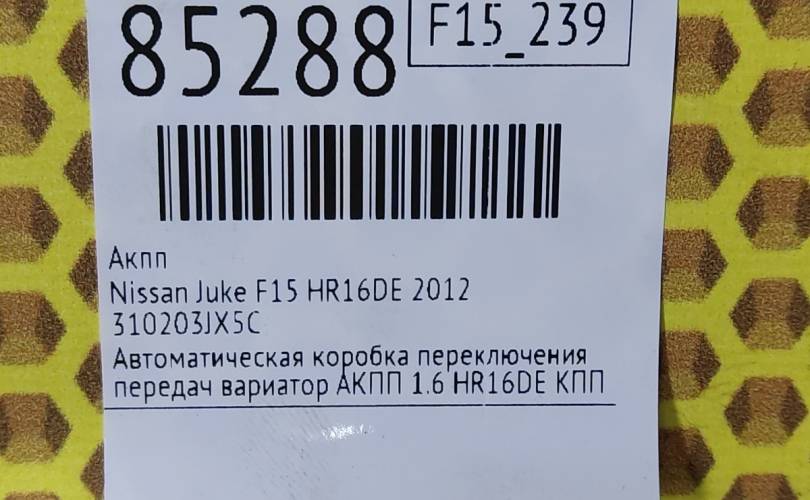 85288
F15_239
Акпп
Nissan Juke F15 HR16DE 2012
310203JX5C
Автоматическая коробка переключения
передач вариатор АКПП 1.6 HR16DE КПП